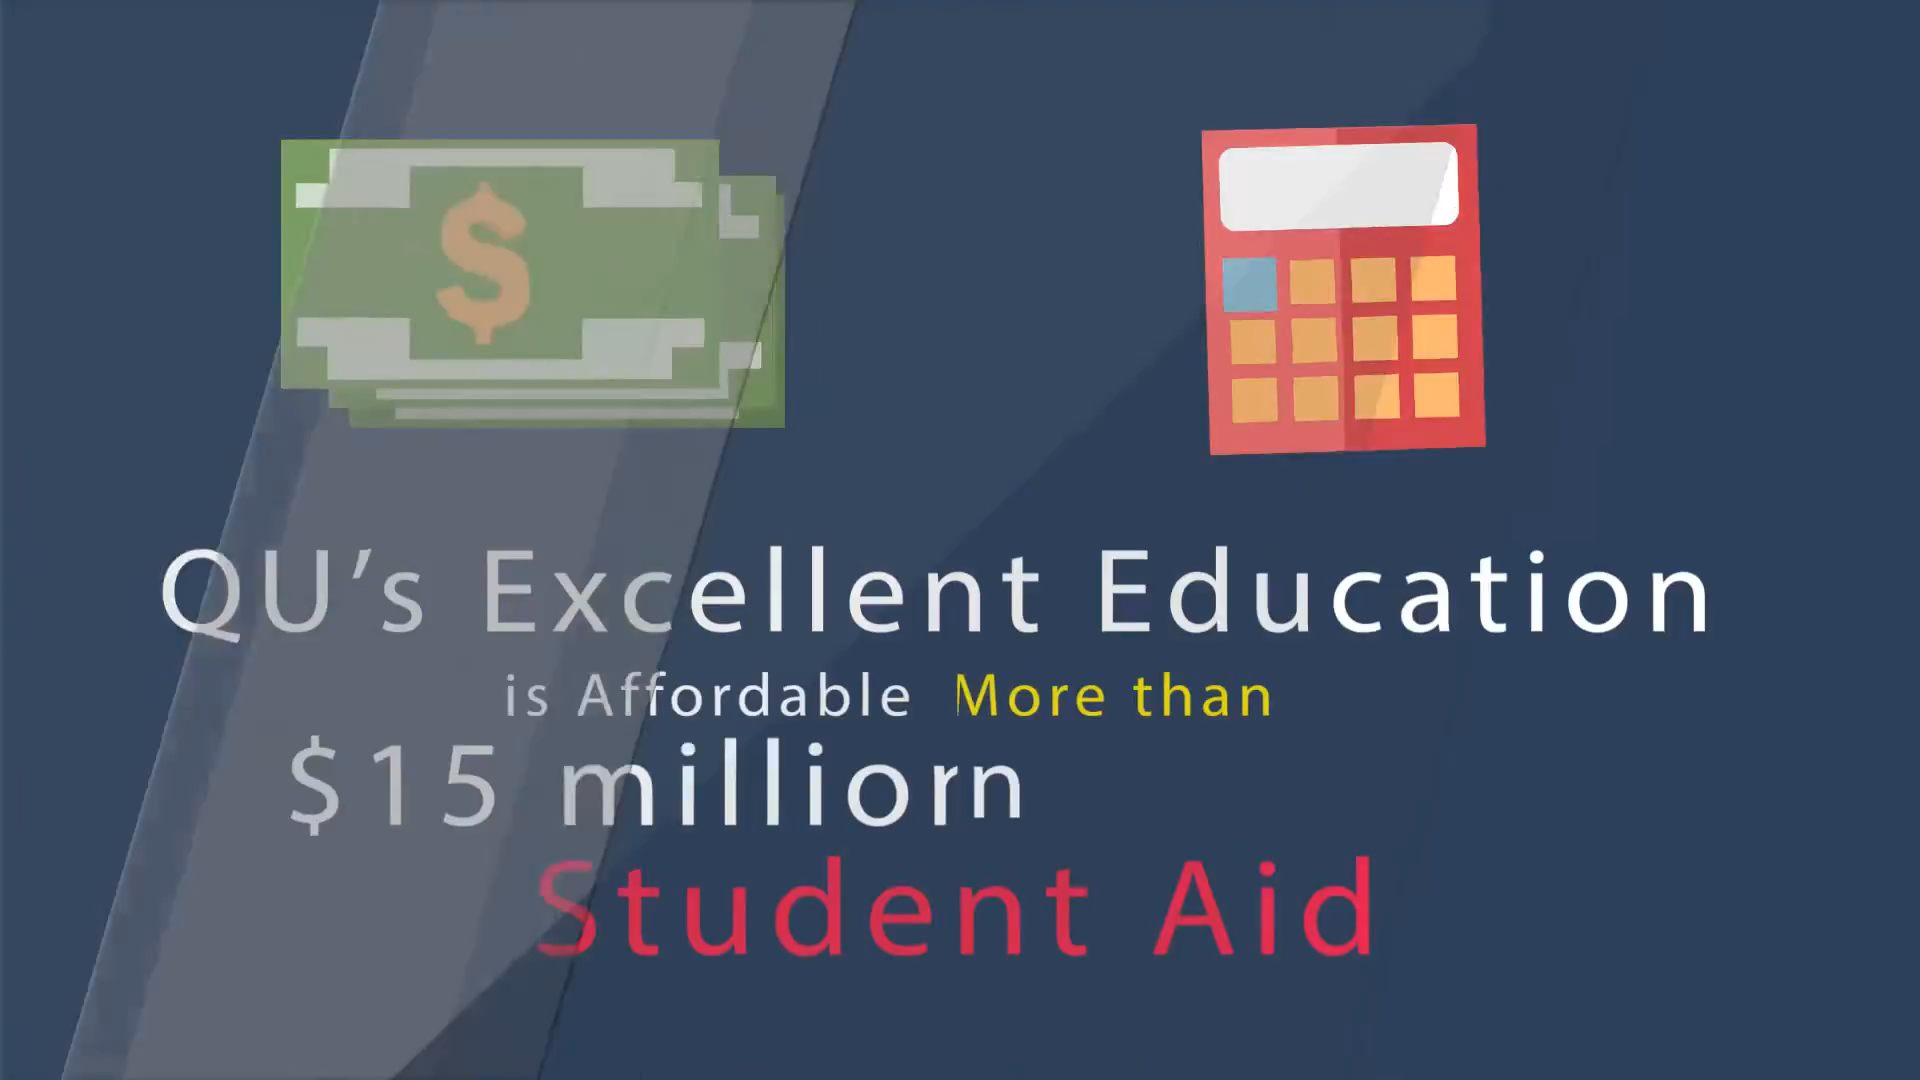 $
QU's Excellent Education
is Affordable More than
$15 milliorn
Student Aid